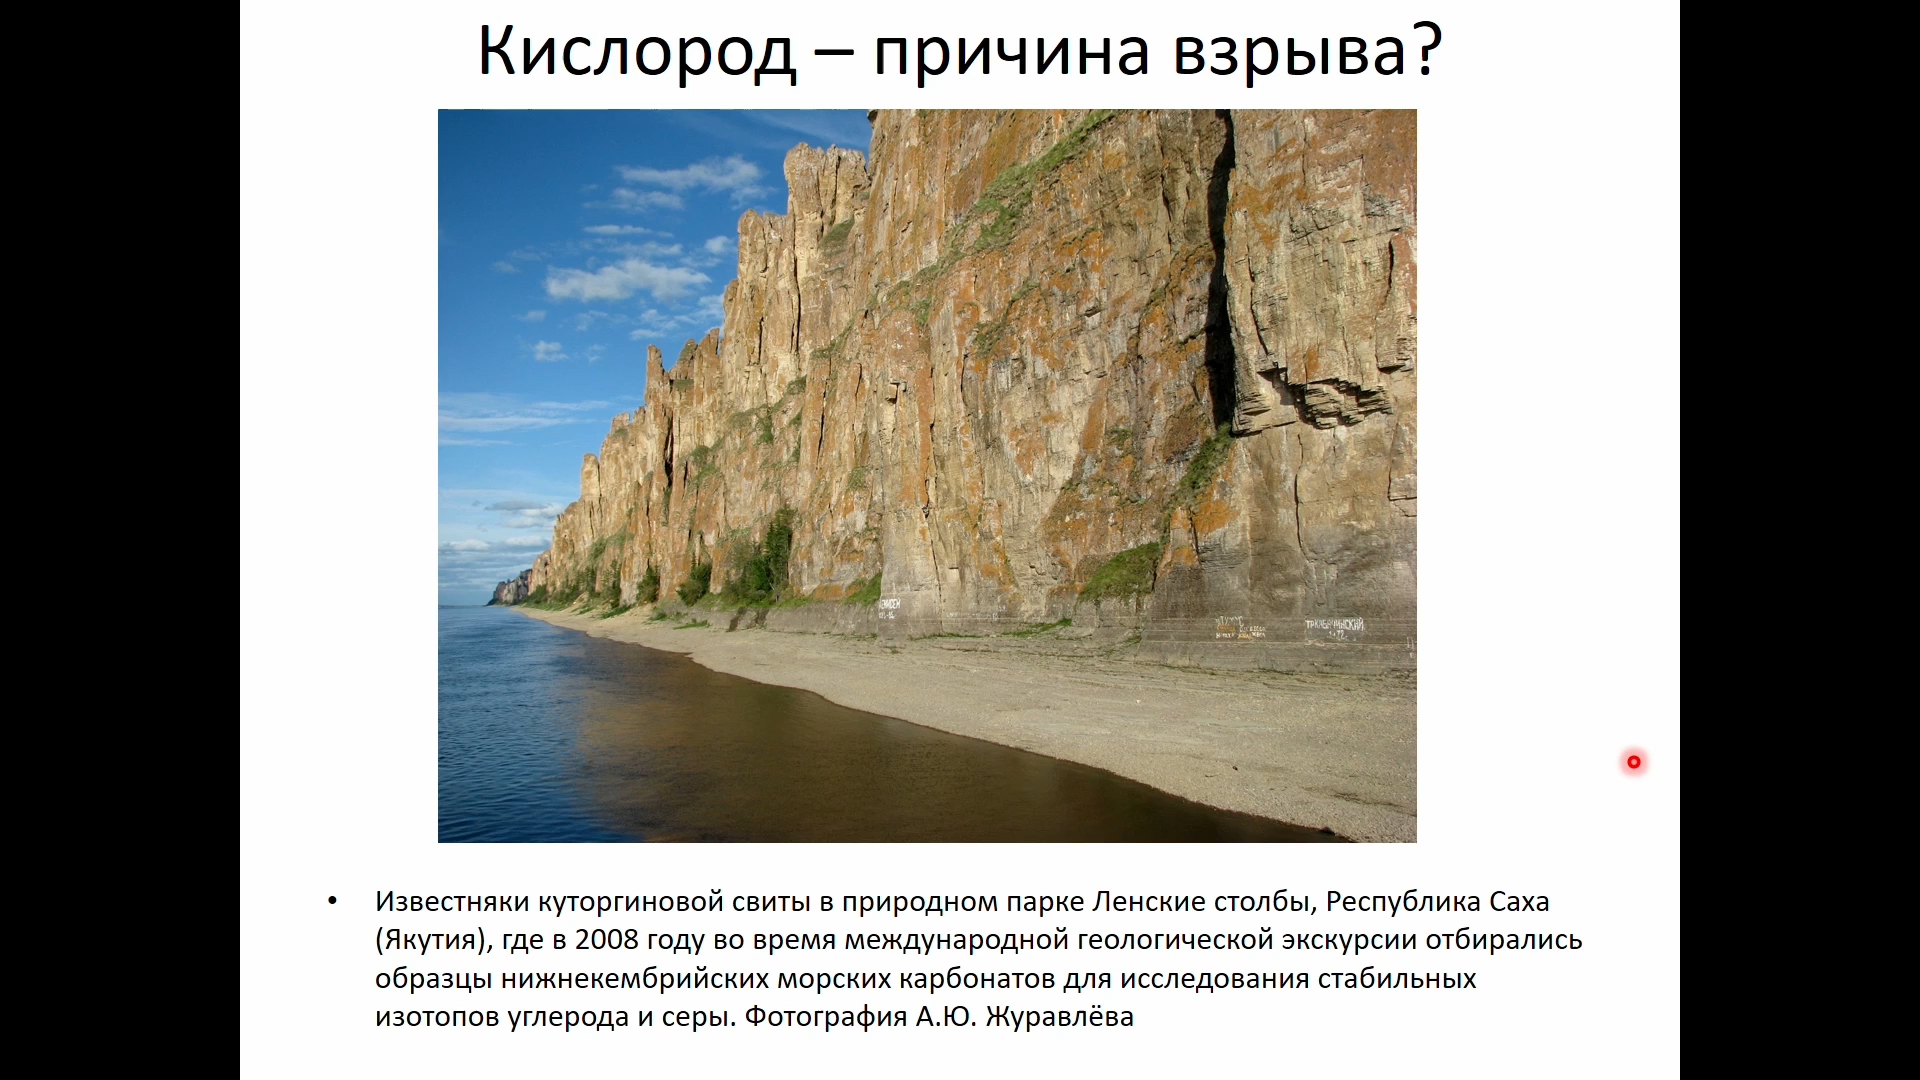 Кислород – причина взрыва?
• Известняки куторгиновой свиты в природном парке Ленские столбы, Республика Саха
(Якутия), где в 2008 году во время международной геологической экскурсии отбирались
образцы нижнекембрийских морских карбонатов для исследования стабильных
изотопов углерода и серы. Фотография А.Ю. Журавлёва